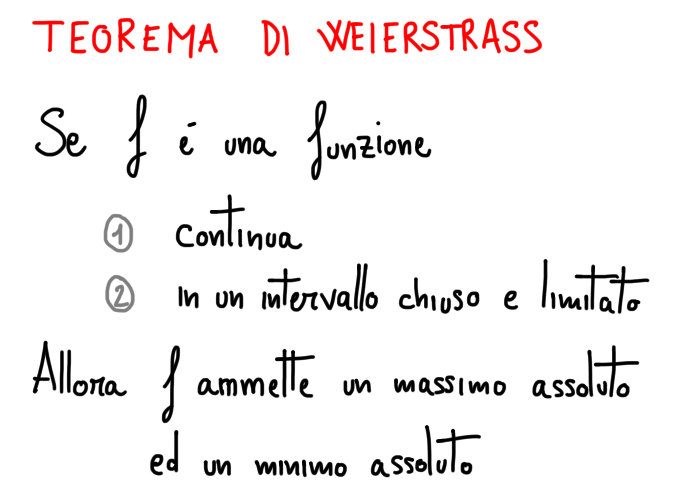 TEOREMA DI WEIERSTRASS
Se f é una funzione
1 continua
2 in un intervallo chiuso e limitato
Allora f ammette un massimo assoluto
ed un minimo assoluto